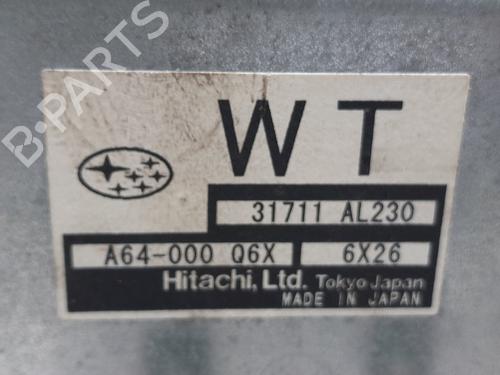 B-PARTS
WT
31711 AL230
A64-000 Q6X 6X26
Hitachi, Ltd. Tokyo Japan
MADE IN JAPAN